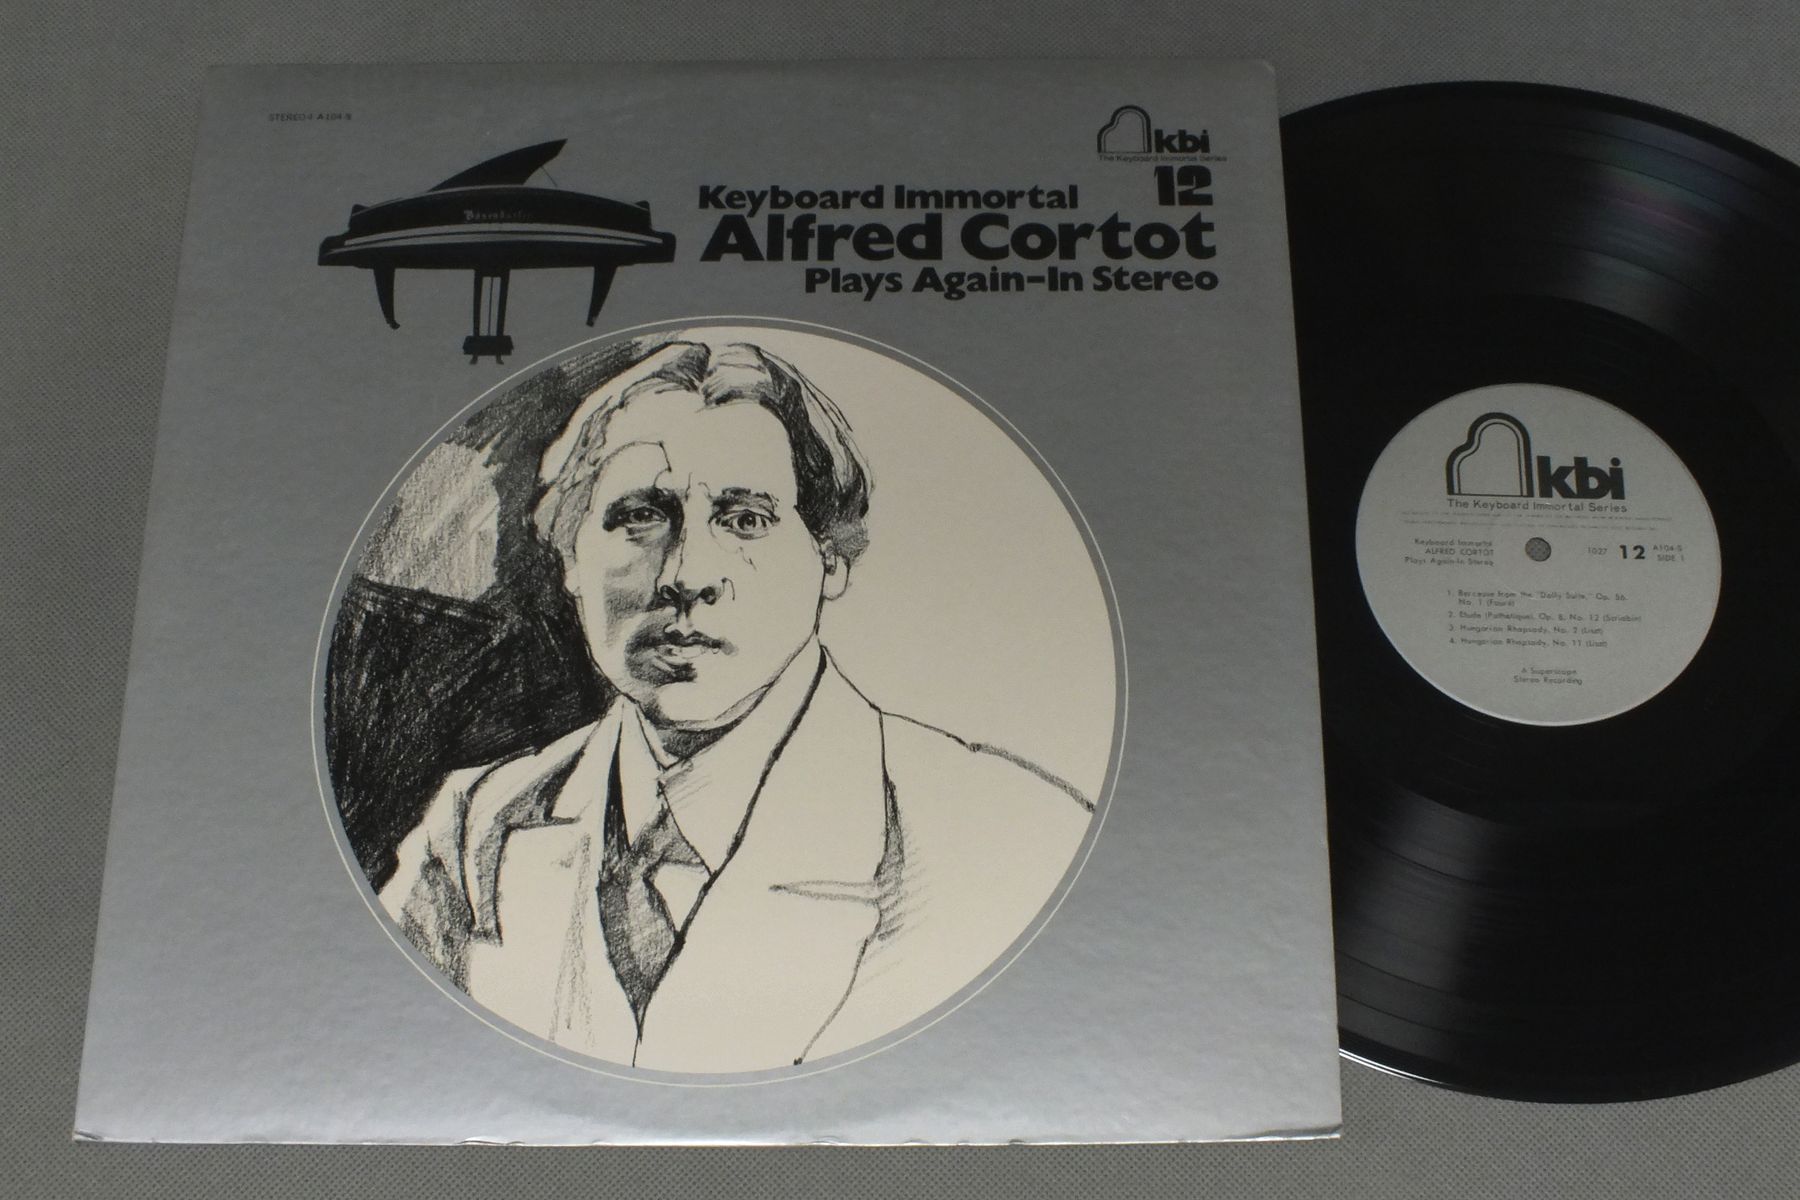 STEREO-4 A104-S
kbi
The Keyboard Immortal Series
12
Keyboard Immortal
Alfred Cortot
Plays Again-In Stereo
Bösendorfer
kbi
The Keyboard Immortal Series
Keyboard Immortal
ALFRED CORTOT
Plays Again-In Stereo
1027 12 A104-S
SIDE 1
1. Berceuse from the "Dolly Suite," Op. 56,
No. 1 (Fauré)
2. Etude (Pathetique), Op. 8, No. 12 (Scriabin)
3. Hungarian Rhapsody, No. 2 (Liszt)
4. Hungarian Rhapsody, No. 11 (Liszt)
A Superscope
Stereo Recording